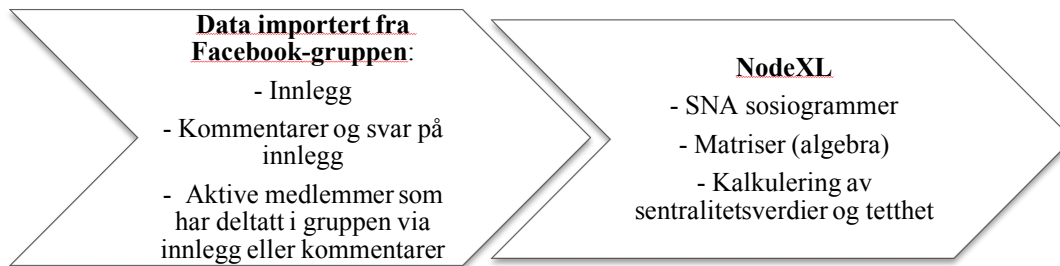 Data importert fra
Facebook-gruppen:
- Innlegg
- Kommentarer og svar på
innlegg
- Aktive medlemmer som
har deltatt i gruppen via
innlegg eller kommentarer
NodeXL
- SNA sosiogrammer
- Matriser (algebra)
- Kalkulering av
sentralitetsverdier og tetthet